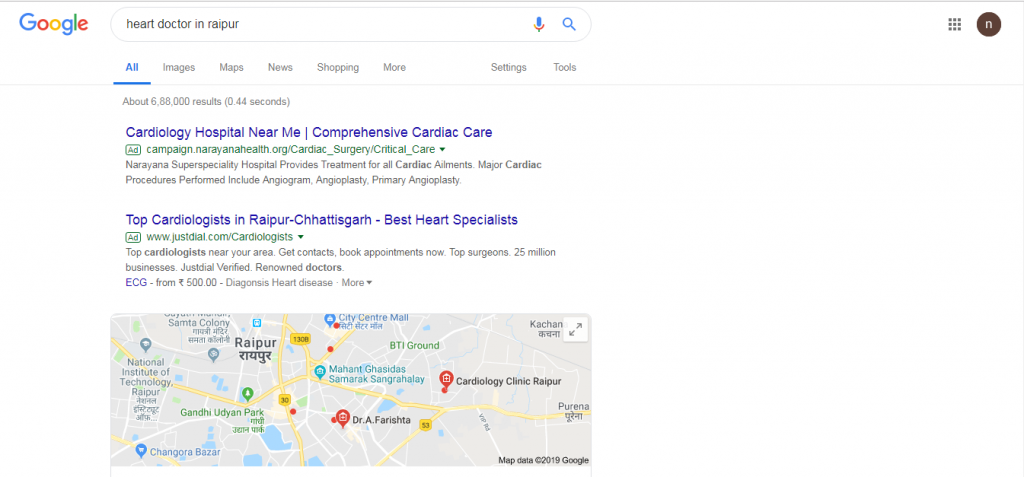 Google
heart doctor in raipur
n
All Images Maps News Shopping More Settings Tools
About 6,88,000 results (0.44 seconds)
Cardiology Hospital Near Me | Comprehensive Cardiac Care
Ad campaign.narayanahealth.org/Cardiac_Surgery/Critical_Care
Narayana Superspeciality Hospital Provides Treatment for all Cardiac Ailments. Major Cardiac
Procedures Performed Include Angiogram, Angioplasty, Primary Angioplasty.
Top Cardiologists in Raipur-Chhattisgarh - Best Heart Specialists
Ad www.justdial.com/Cardiologists
Top cardiologists near your area. Get contacts, book appointments now. Top surgeons. 25 million
businesses. Justdial Verified. Renowned doctors.
ECG - from ₹ 500.00 - Diagonsis Heart disease · More
Samta Colony
गायत्री मंदिर
समता कॉलोनी
City Centre Mall
सिटी सेंटर मॉल
Kachan
कचना
130B
Raipur
रायपुर
BTI Ground
National
Institute of
Technology,
Raipur
नेशनल
इंस्टिट्यूट
ऑफ़...
Mahant Ghasidas
Samarak Sangrahalay
Cardiology Clinic Raipur
30
Gandhi Udyan Park
गांधी
उद्यान पार्क
Dr.A.Farishta
53
VIP Rd
Purena
पुरेना
Changora Bazar
Map data ©2019 Google